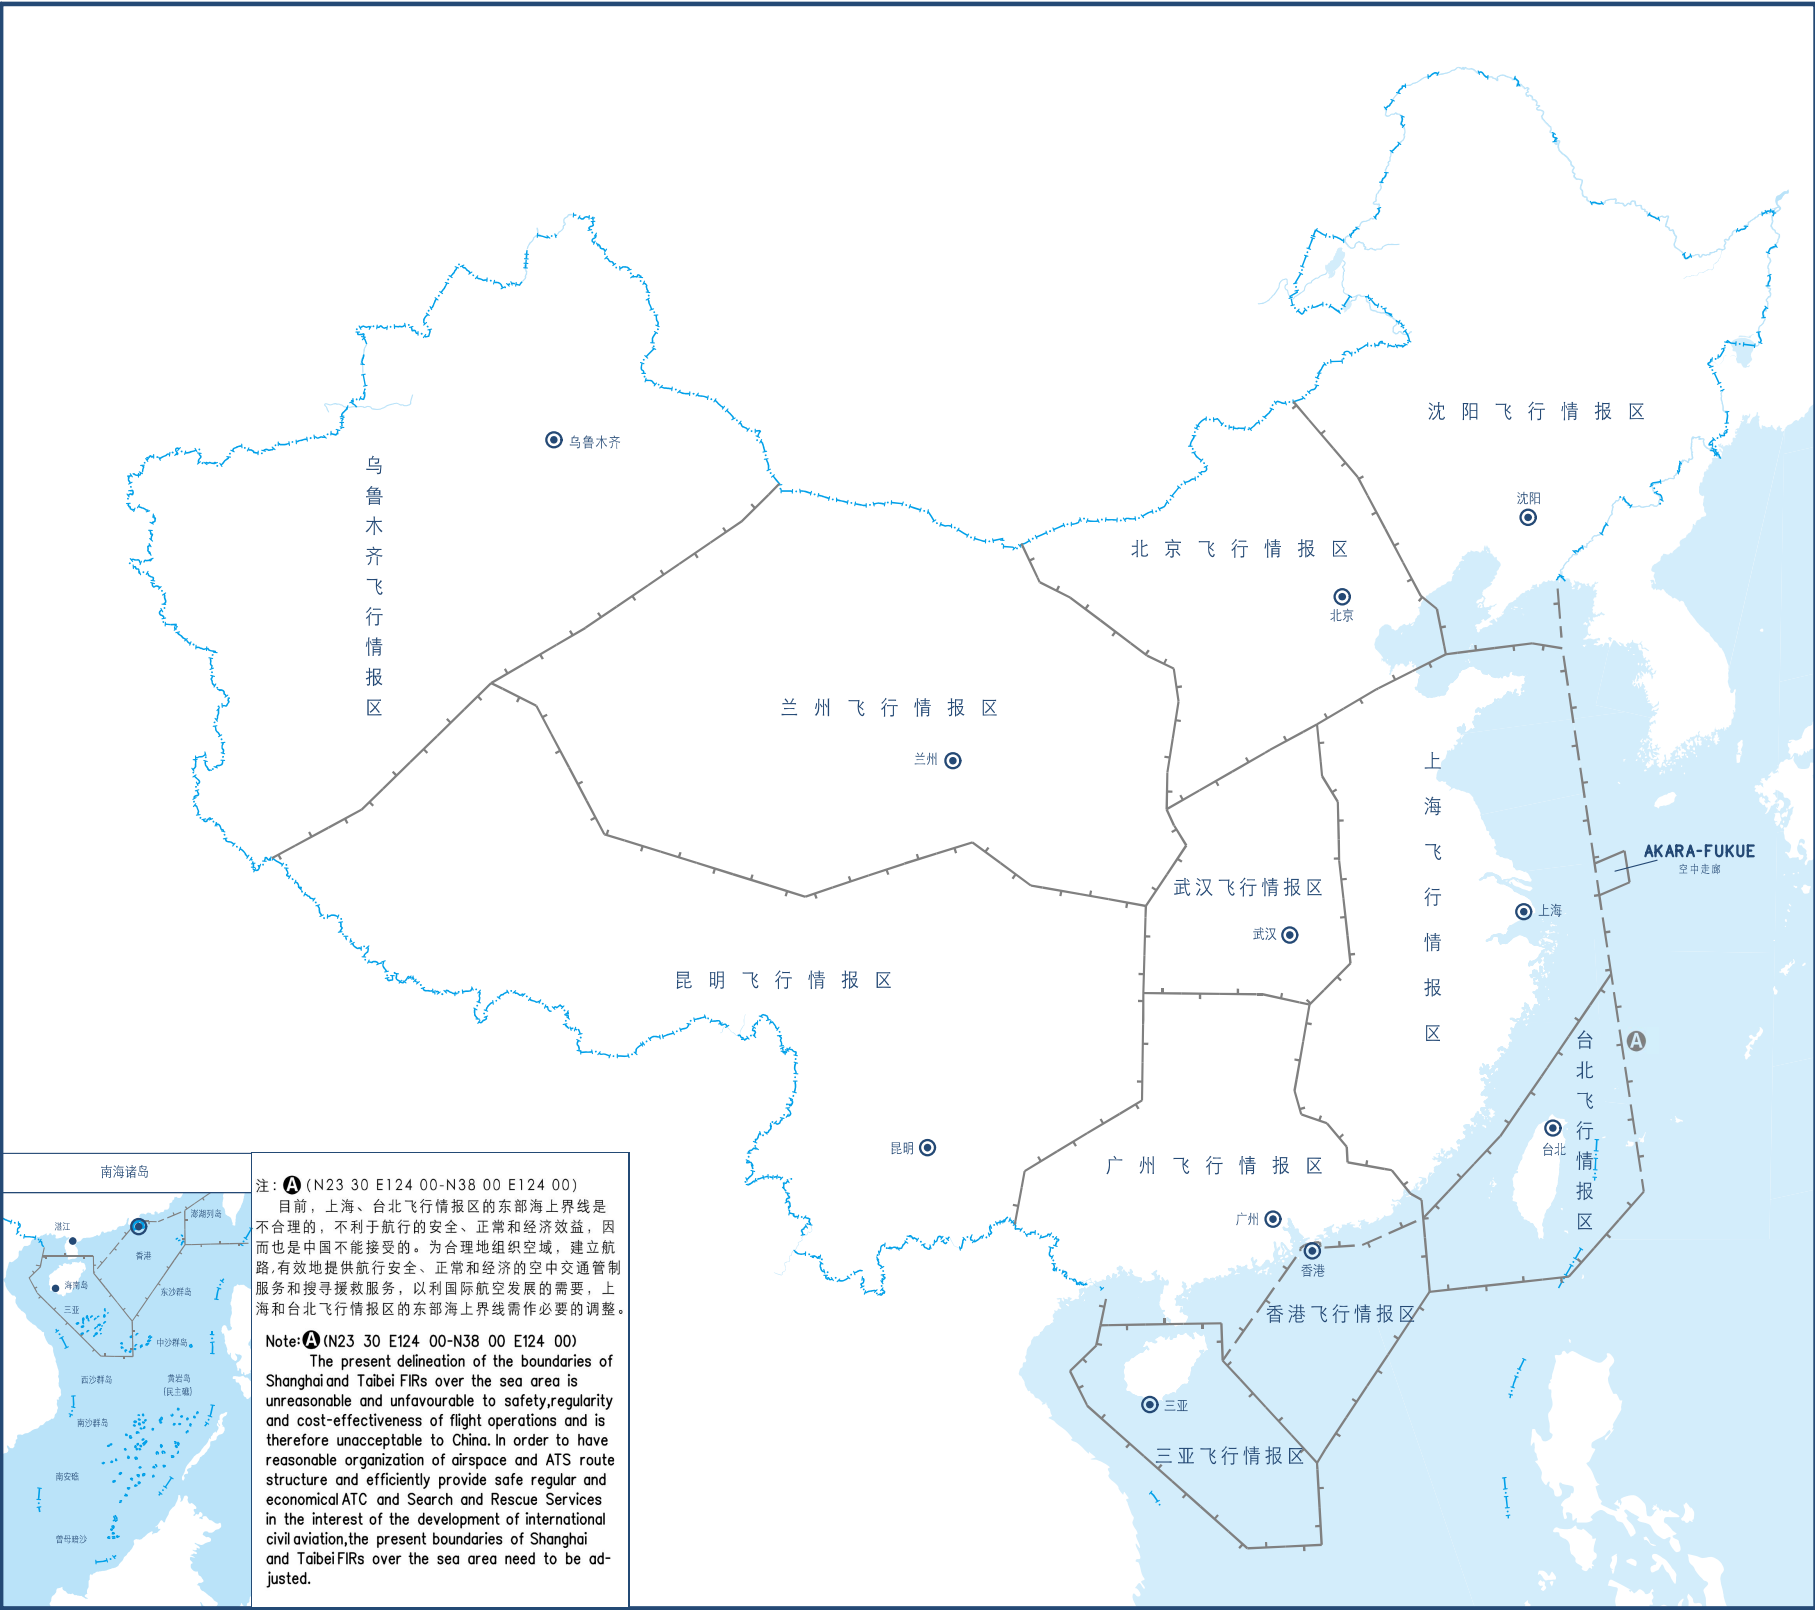 沈阳飞行情报区
乌鲁木齐
乌鲁木齐飞行情报区
沈阳
北京飞行情报区
北京
兰州飞行情报区
兰州
上海飞行情报区
AKARA-FUKUE
空中走廊
武汉飞行情报区
上海
武汉
昆明飞行情报区
台北飞行情报区
A
台北
昆明
广州飞行情报区
广州
香港
香港飞行情报区
三亚
三亚飞行情报区
南海诸岛
湛江
澎湖列岛
香港
海南岛
东沙群岛
三亚
中沙群岛
西沙群岛
黄岩岛
(民主礁)
南沙群岛
南安礁
曾母暗沙
注: A (N23 30 E124 00-N38 00 E124 00)
目前，上海、台北飞行情报区的东部海上界线是
不合理的，不利于航行的安全、正常和经济效益，因
而也是中国不能接受的。为合理地组织空域，建立航
路,有效地提供航行安全、正常和经济的空中交通管制
服务和搜寻援救服务，以利国际航空发展的需要，上
海和台北飞行情报区的东部海上界线需作必要的调整。
Note: A (N23 30 E124 00-N38 00 E124 00)
The present delineation of the boundaries of
Shanghai and Taibei FIRs over the sea area is
unreasonable and unfavourable to safety,regularity
and cost-effectiveness of flight operations and is
therefore unacceptable to China. In order to have
reasonable organization of airspace and ATS route
structure and efficiently provide safe regular and
economical ATC and Search and Rescue Services
in the interest of the development of international
civil aviation,the present boundaries of Shanghai
and Taibei FIRs over the sea area need to be ad-
justed.